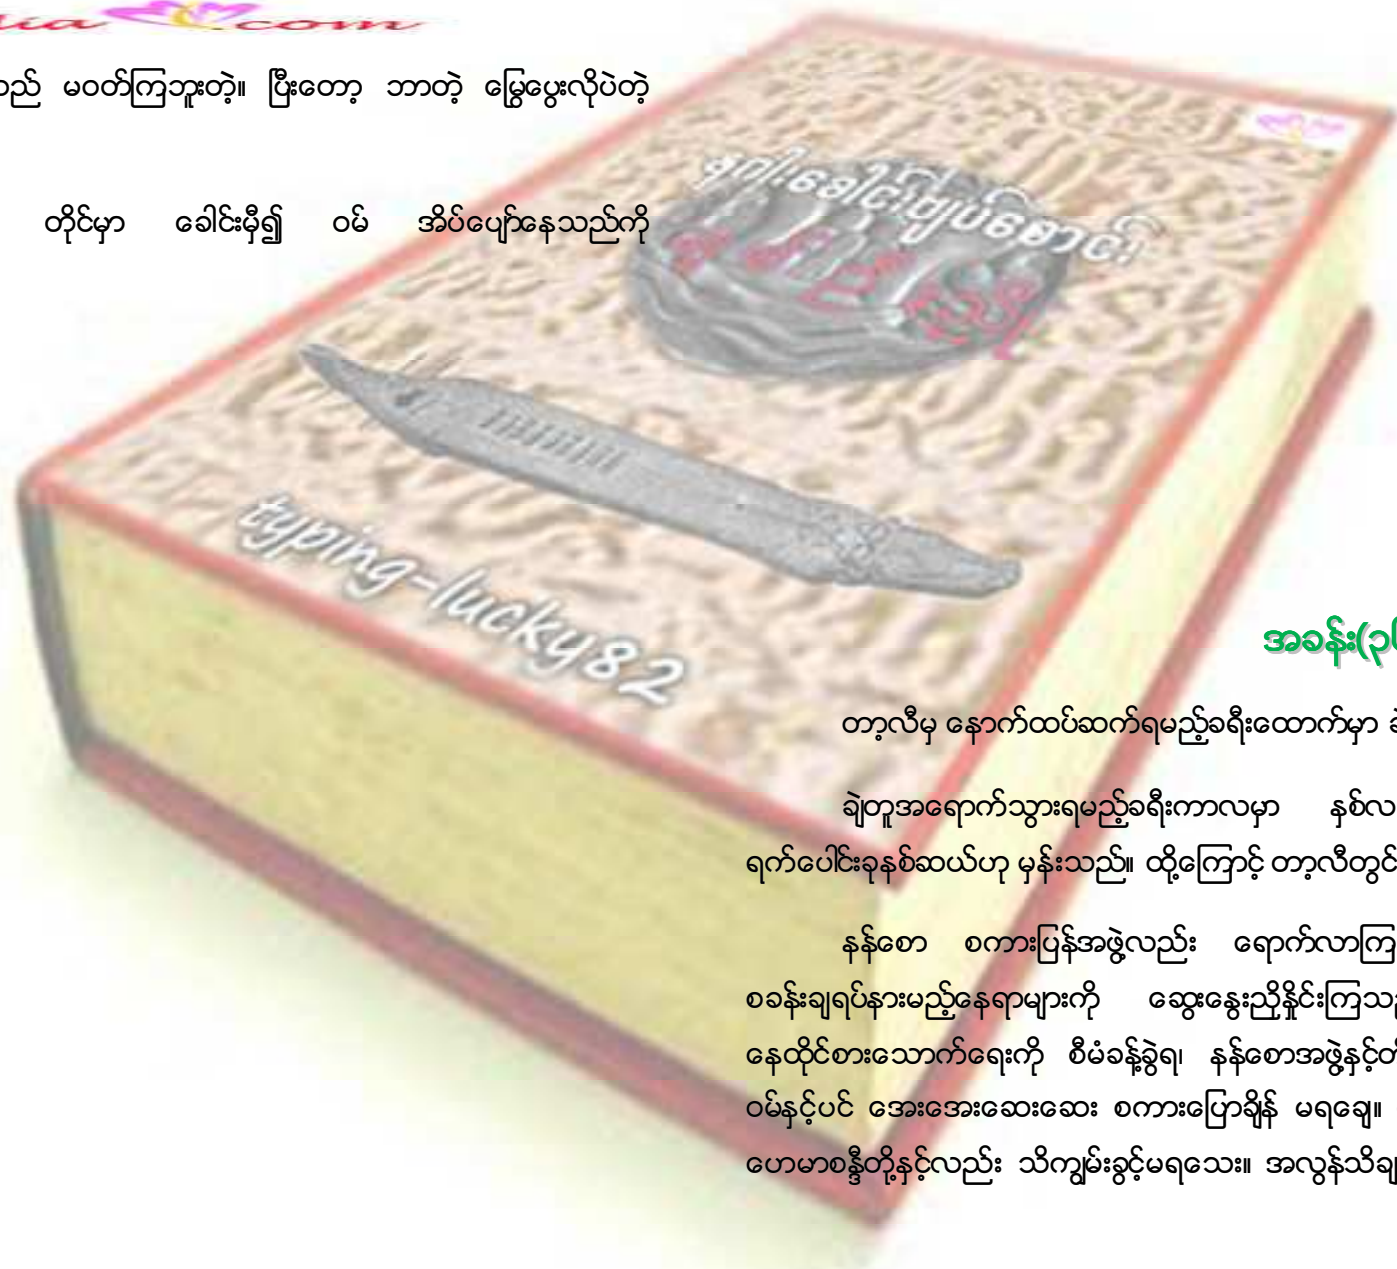 com
မဝတ်ကြဘူးတဲ့။ ပြီးတော့ ဘာတဲ့ မြွေပွေးလိုပဲတဲ့
တိုင်မှာ ခေါင်းမှီ၍ ဝမ် အိပ်ပျော်နေသည်ကို
typing-lucky82
အခန်း(၃
တာ့လီမှ နောက်ထပ်ဆက်ရမည့်ခရီးထောက်မှာ
ချဲတူအရောက်သွားရမည့်ခရီးကာလမှာ နှစ်လ
ရက်ပေါင်းခုနစ်ဆယ်ဟု မှန်းသည်။ ထို့ကြောင့် တာ့လီတွင်
နန်စော စကားပြန်အဖွဲ့လည်း ရောက်လာကြ
စခန်းချရပ်နားမည့်နေရာများကို ဆွေးနွေးညှိနှိုင်းကြသည်
နေထိုင်စားသောက်ရေးကို စီမံခန့်ခွဲရ၊ နန်စောအဖွဲ့နှင့်
ဝမ်နှင့်ပင် အေးအေးဆေးဆေး စကားပြောချိန် မရချေ။
ဟေမာစန္ဒီတို့နှင့်လည်း သိကျွမ်းခွင့်မရသေး။ အလွန်သိချ